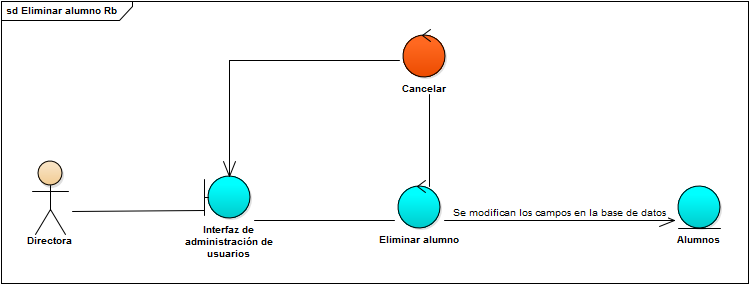 sd Eliminar alumno Rb
Cancelar
Directora
Interfaz de
administración de
usuarios
Eliminar alumno
Se modifican los campos en la base de datos
Alumnos